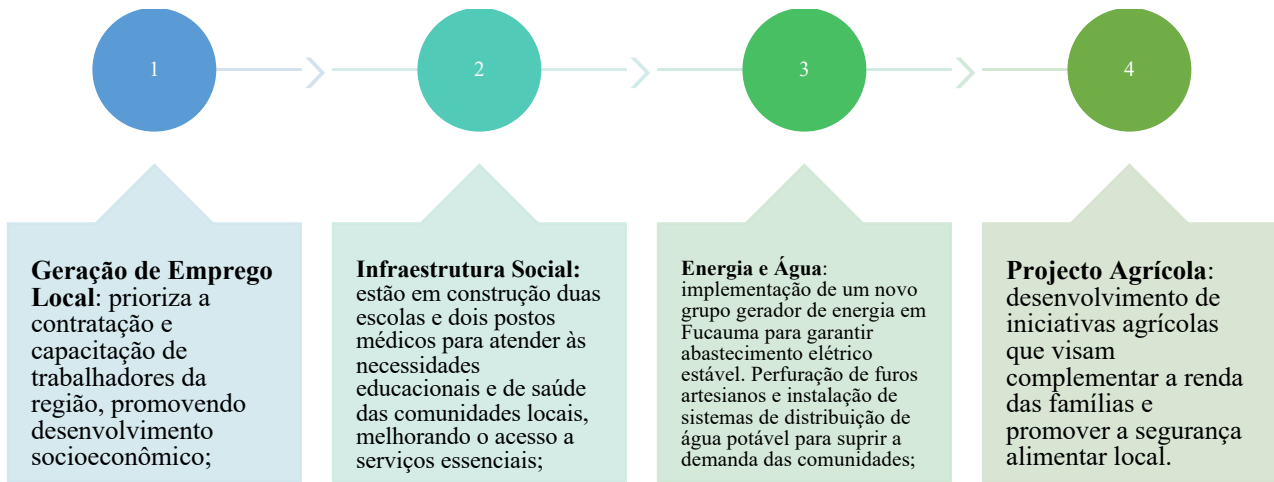 1
2
3
4
Geração de Emprego
Local: prioriza a
contratação e
capacitação de
trabalhadores da
região, promovendo
desenvolvimento
socioeconômico;
Infraestrutura Social:
estão em construção duas
escolas e dois postos
médicos para atender às
necessidades
educacionais e de saúde
das comunidades locais,
melhorando o acesso a
serviços essenciais;
Energia e Água:
implementação de um novo
grupo gerador de energia em
Fucauma para garantir
abastecimento elétrico
estável. Perfuração de furos
artesianos e instalação de
sistemas de distribuição de
água potável para suprir a
demanda das comunidades;
Projecto Agrícola:
desenvolvimento de
iniciativas agrícolas
que visam
complementar a renda
das famílias e
promover a segurança
alimentar local.